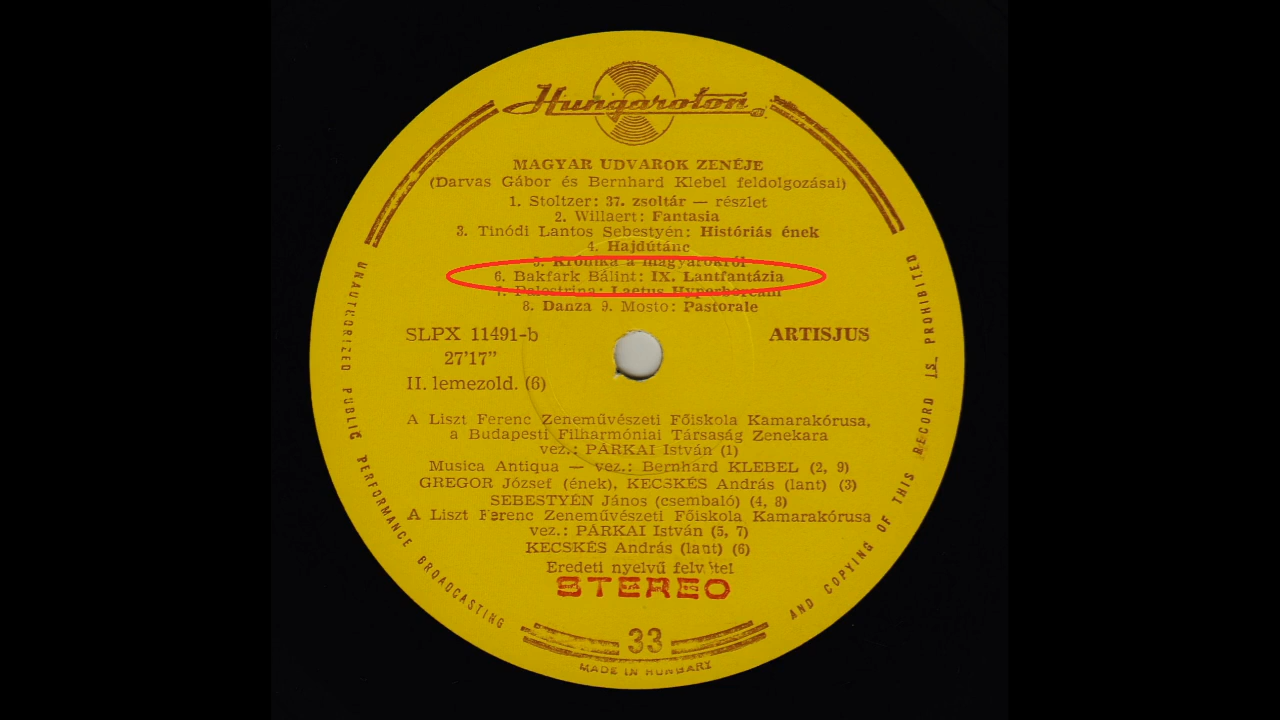 Hungaroton
MAGYAR UDVAROK ZENÉJE
(Darvas Gábor és Bernhard Klebel feldolgozásai)
1. Stoltzer: 37. zsoltár — részlet
2. Willaert: Fantasia
3. Tinódi Lantos Sebestyén: Históriás ének
4. Hajdútánc
5. Krónika a magyarokról
6. Bakfark Bálint: IX. Lantfantázia
7. Palestrina: Laetus Hyperboream
8. Danza 9. Mosto: Pastorale
SLPX 11491-b
ARTISJUS
27'17"
II. lemezold. (6)
A Liszt Ferenc Zeneművészeti Főiskola Kamarakórusa,
a Budapesti Filharmóniai Társaság Zenekara
vez.: PÁRKAI István (1)
Musica Antiqua — vez.: Bernhard KLEBEL (2, 9)
GREGOR József (ének), KECSKÉS András (lant) (3)
SEBESTYÉN János (csembaló) (4, 8)
A Liszt Ferenc Zeneművészeti Főiskola Kamarakórusa
vez.: PÁRKAI István (5, 7)
KECSKÉS András (lant) (6)
Eredeti nyelvű felvétel
STEREO
33
MADE IN HUNGARY
UNAUTHORIZED PUBLIC PERFORMANCE BROADCASTING
AND COPYING OF THIS RECORD IS PROHIBITED